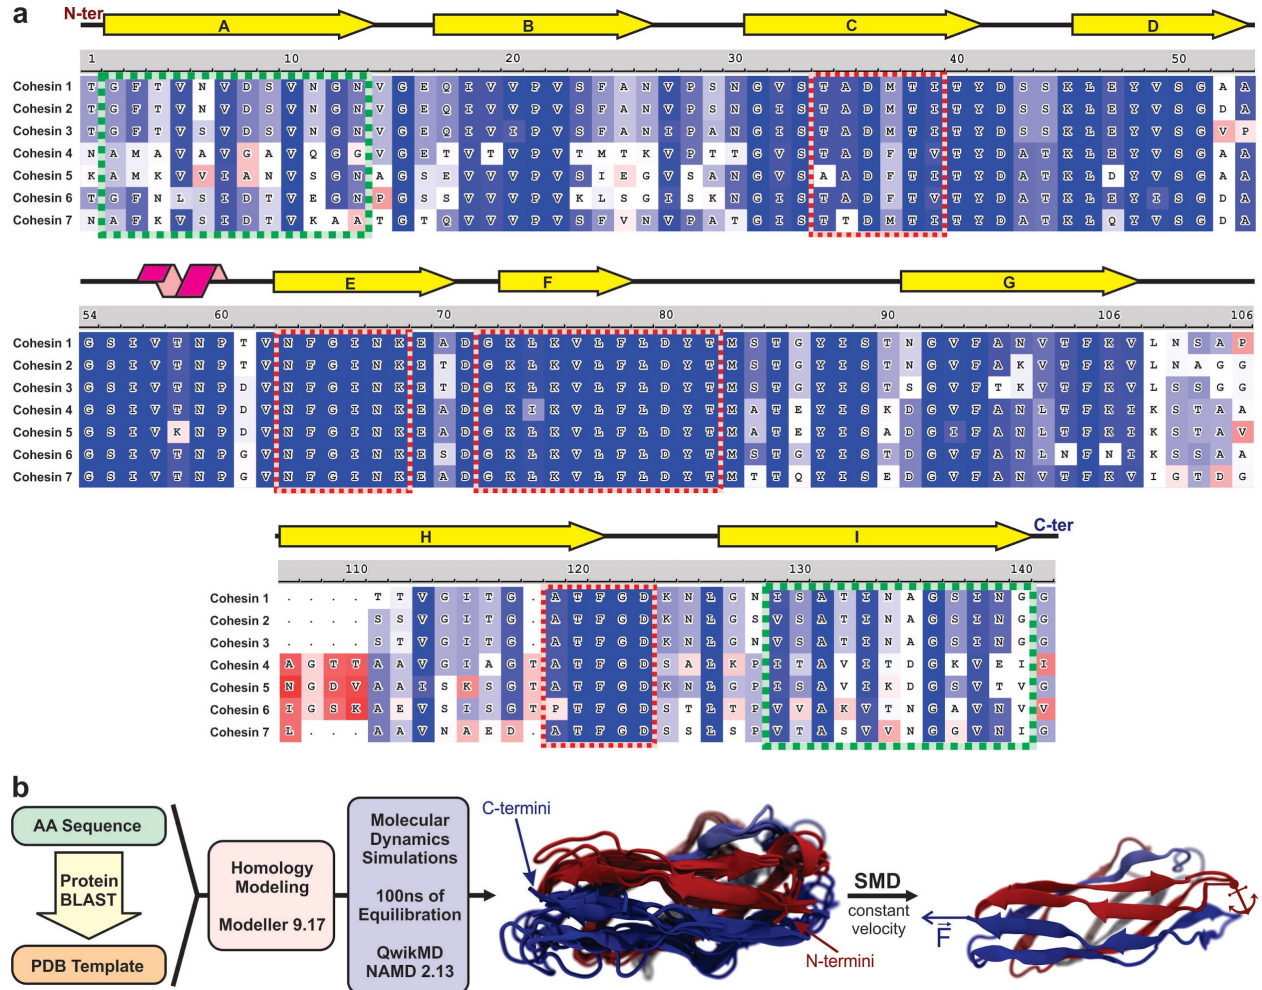 a
N-ter
A B C D
1 10 20 30 40 50
Cohesin 1 T G F T V N V D S V N G N V G E Q I V V P V S F A N V P S N G V S T A D M T I T Y D S S K L E Y V S G A A
Cohesin 2 T G F T V N V D S V N G N V G E Q I V V P V S F A N V P S N G V S T A D M T I T Y D S S K L E Y V S G D A
Cohesin 3 T G F T V S V D S V N G N V G E Q I V I P V S F A N I P A N G I S T A D M T I T Y D S S K L E Y V S G V P
Cohesin 4 N A M A V A V G A V Q G G V G E T V T V P V T M T K V P T T G V S T A D F T V T Y D A T K L E Y V S G A A
Cohesin 5 K A M K V V I A N V S G N A G S E V V V P V S I E G V S A N G V S A A D F T I T Y D A T K L D Y V S G A A
Cohesin 6 T G F N L S I D T V E G N P G S S V V V P V K L S G I S K N G I S T A D F T V T Y D A T K L E Y I S G D A
Cohesin 7 N A F K V S I D T V K A A T G T Q V V V P V S F V N V P A T G I S T T D M T I T Y D A T K L Q Y V S G D A
E F G
54 60 70 80 90 106 106
Cohesin 1 G S I V T N P T V N F G I N K E A D G K L K V L F L D Y T M S T G Y I S T N G V F A N V T F K V L N S A P
Cohesin 2 G S I V T N P T V N F G I N K E T D G K L K V L F L D Y T M S T G Y I S T N G V F A K V T F K V L N A G G
Cohesin 3 G S I V T N P D V N F G I N K E T D G K L K V L F L D Y T M S T G Y I S T S G V F T K V T F K V L S S G G
Cohesin 4 G S I V T N P D V N F G I N K E A D G K I K V L F L D Y T M A T E Y I S K D G V F A N L T F K I K S T A A
Cohesin 5 G S I V K N P D V N F G I N K E A D G K L K V L F L D Y T M A T E Y I S A D G I F A N L T F K I K S T A V
Cohesin 6 G S I V T N P G V N F G I N K E S D G K L K V L F L D Y T M S T G Y I S T D G V F A N L N F N I K S S A A
Cohesin 7 G S I V T N P G V N F G I N K E A D G K L K V L F L D Y T M T T Q Y I S E D G V F A N V T F K V I G T D G
H I C-ter
110 120 130 140
Cohesin 1 . . . . T T V G I T G . A T F G D K N L G N I S A T I N A G S I N G G
Cohesin 2 . . . . S S V G I T G . A T F G D K N L G S V S A T I N A G S I N G G
Cohesin 3 . . . . S T V G I T G . A T F G D K N L G N V S A T I N A G S I N G G
Cohesin 4 A G T T A A V G I A G T A T F G D S A L K P I T A V I T D G K V E I I
Cohesin 5 N G D V A A I S K S G T A T F G D K N L G P I S A V I K D G S V T V G
Cohesin 6 I G S K A E V S I S G T P T F G D S T L T P V V A K V T N G A V N V V
Cohesin 7 L . . . A A V N A E D . A T F G D S S L S P V T A S V V N G G V N I G
b
AA Sequence
Protein
BLAST
PDB Template
Homology
Modeling
Modeller 9.17
Molecular
Dynamics
Simulations
100ns of
Equilibration
QwikMD
NAMD 2.13
C-termini
N-termini
SMD
constant
velocity
F